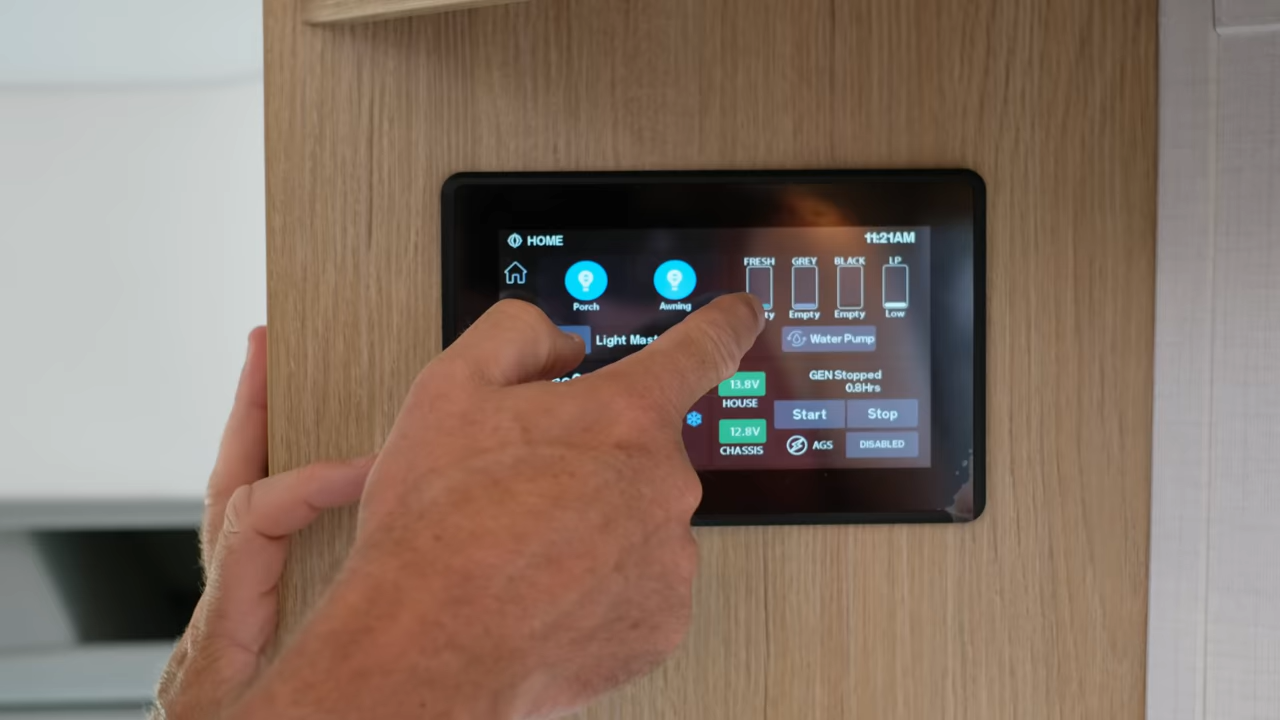 HOME
11:21AM
FRESH GREY BLACK LP
Porch Awning
Empty Empty Low
Light
Water Pump
13.8V
HOUSE
GEN Stopped
0.8Hrs
Start Stop
12.8V
CHASSIS
AGS DISABLED